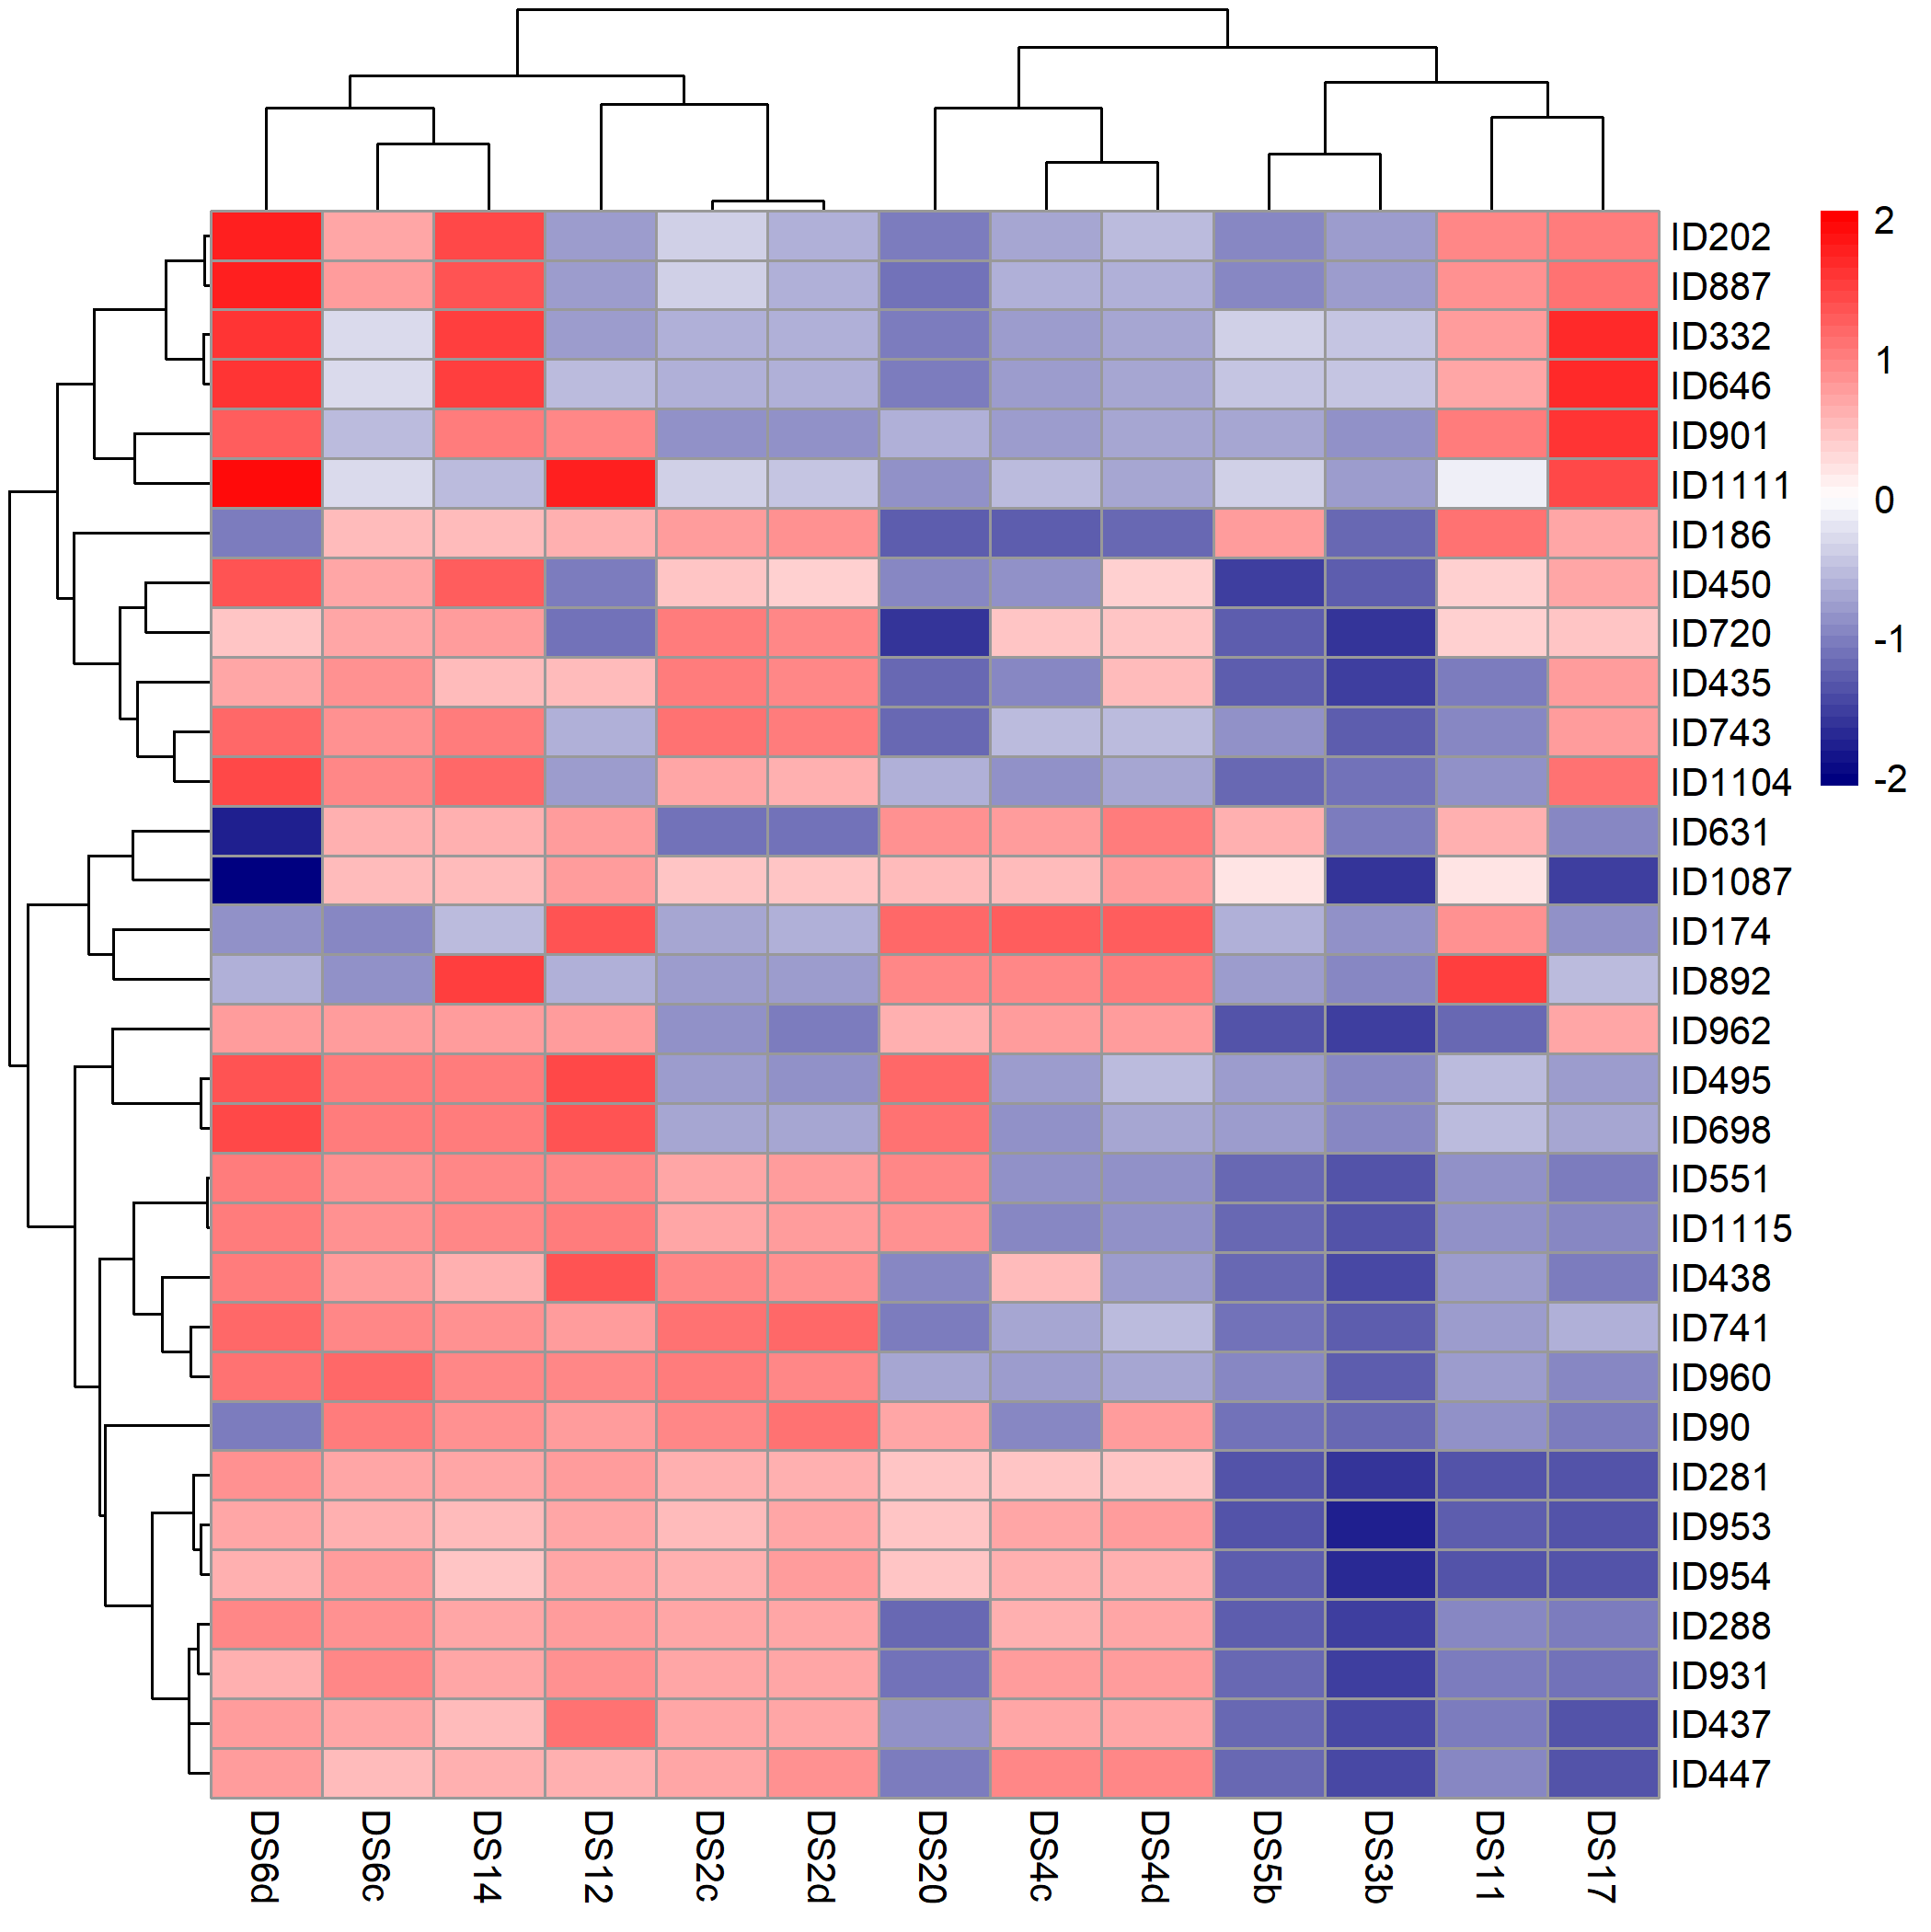 2
1
0
-1
-2
ID202
ID887
ID332
ID646
ID901
ID1111
ID186
ID450
ID720
ID435
ID743
ID1104
ID631
ID1087
ID174
ID892
ID962
ID495
ID698
ID551
ID1115
ID438
ID741
ID960
ID90
ID281
ID953
ID954
ID288
ID931
ID437
ID447
DS6d
DS6c
DS14
DS12
DS2c
DS2d
DS20
DS4c
DS4d
DS5b
DS3b
DS11
DS17